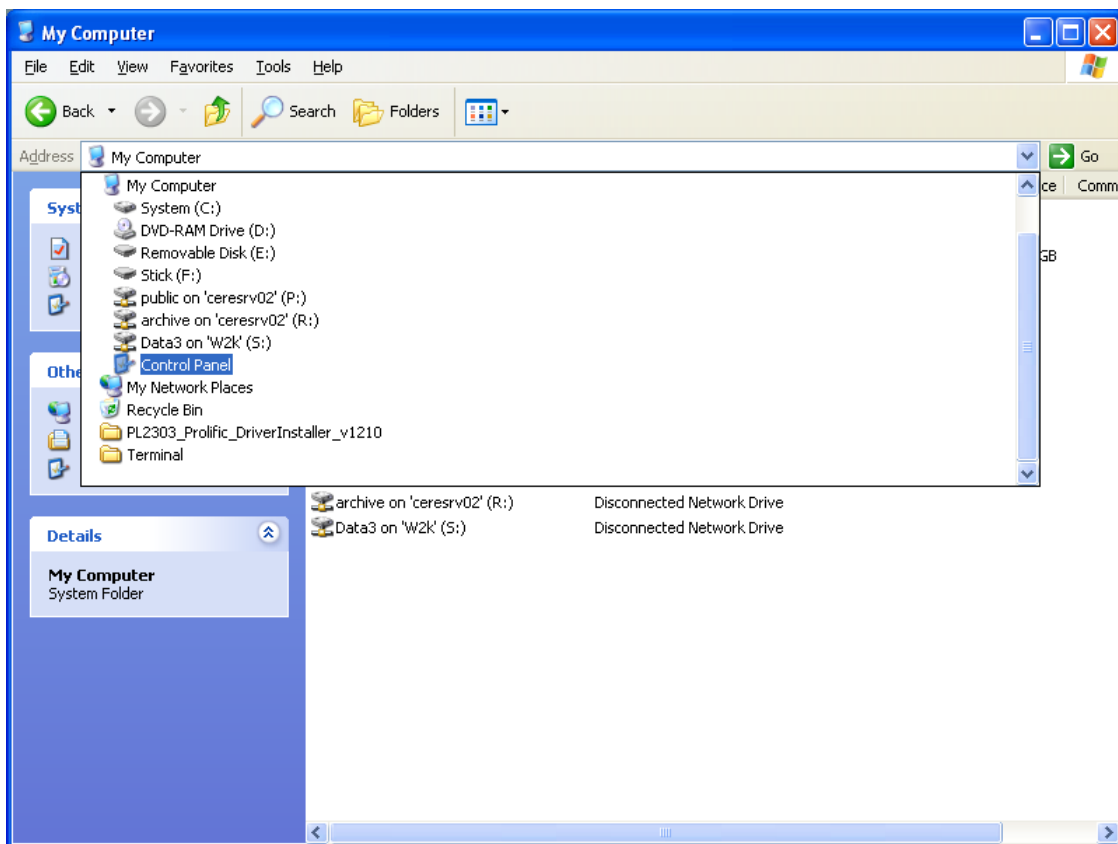 My Computer
File Edit View Favorites Tools Help
Back Search Folders
Address My Computer Go
My Computer
System (C:)
DVD-RAM Drive (D:)
Removable Disk (E:)
Stick (F:)
public on 'ceresrv02' (P:)
archive on 'ceresrv02' (R:)
Data3 on 'W2k' (S:)
Control Panel
My Network Places
Recycle Bin
PL2303_Prolific_DriverInstaller_v1210
Terminal
ce Comm
GB
Syst
Othe
archive on 'ceresrv02' (R:) Disconnected Network Drive
Data3 on 'W2k' (S:) Disconnected Network Drive
Details
My Computer
System Folder